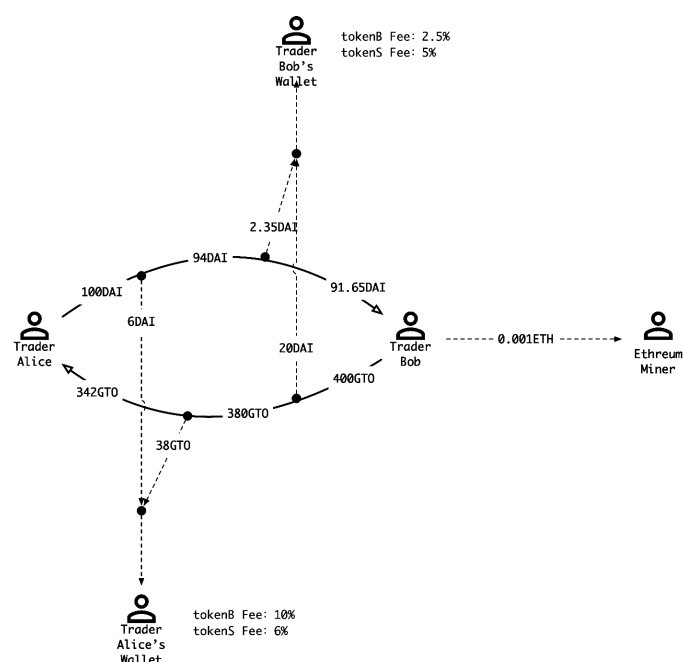 tokenB Fee: 2.5%
tokenS Fee: 5%
Trader
Bob's
Wallet
2.35DAI
94DAI
100DAI
91.65DAI
6DAI
Trader
Alice
Trader
Bob
0.001ETH
Ethreum
Miner
20DAI
400GTO
342GTO
380GTO
38GTO
tokenB Fee: 10%
tokenS Fee: 6%
Trader
Alice's
Wallet